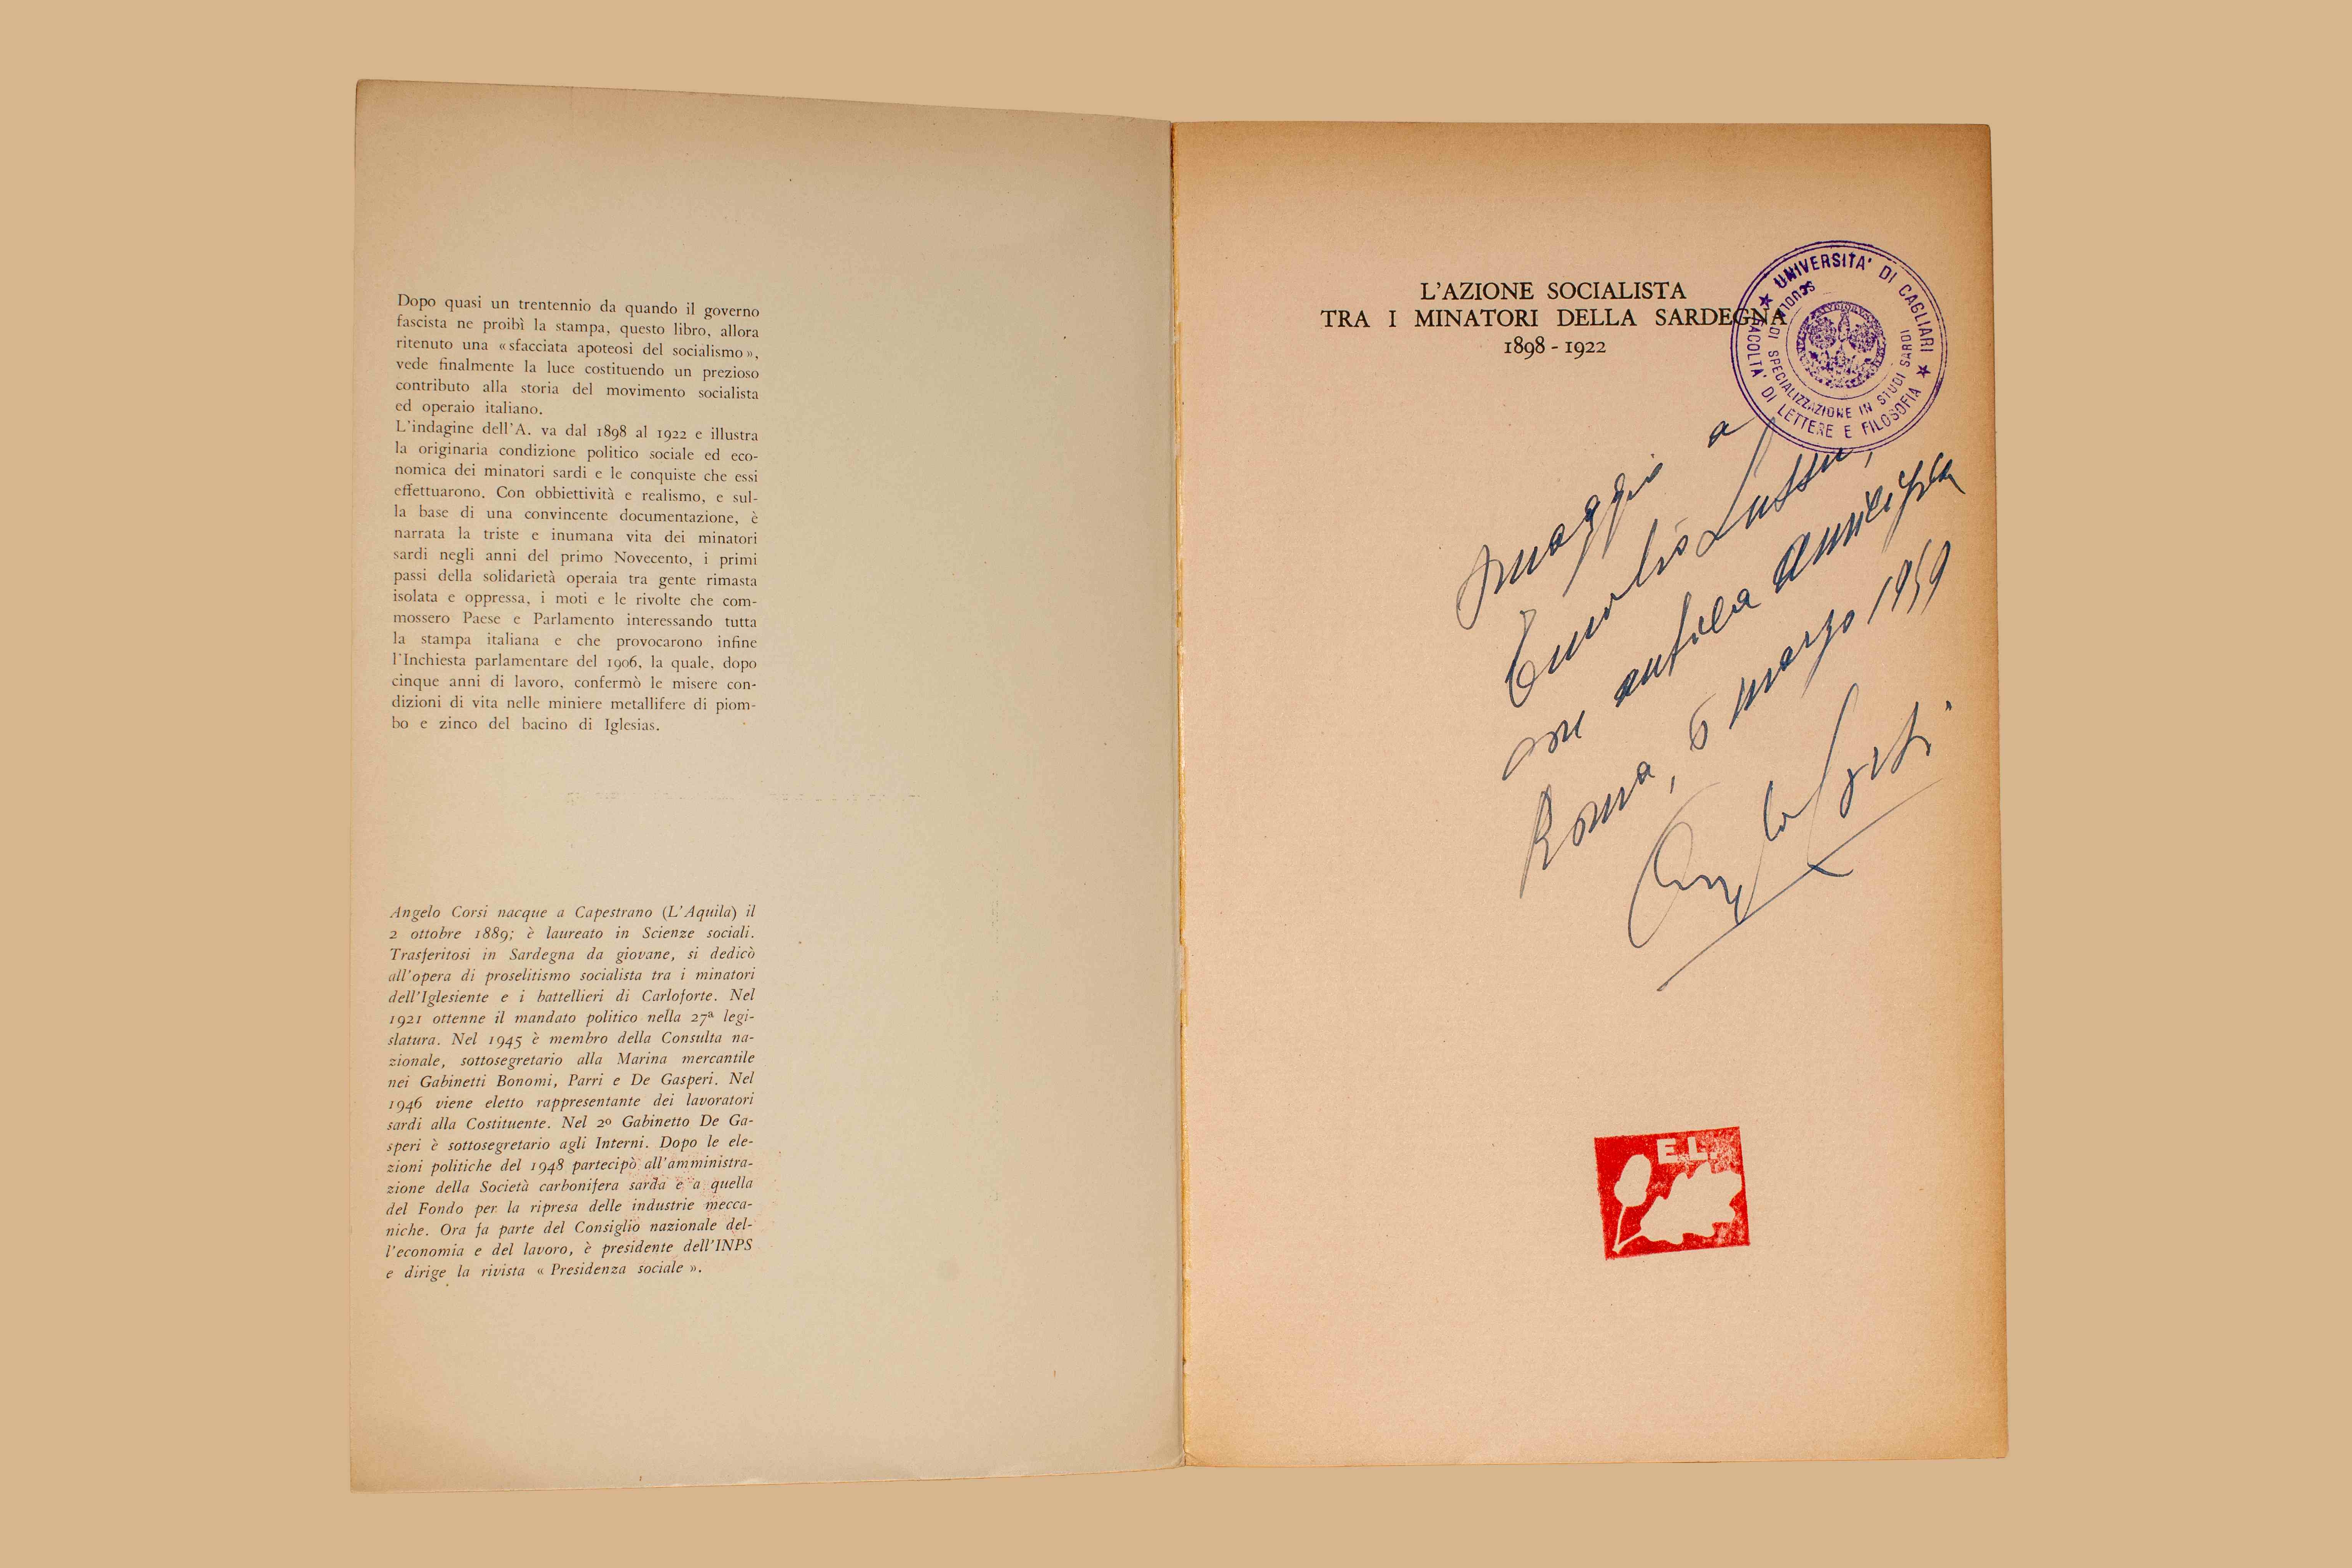 Dopo quasi un trentennio da quando il governo
fascista ne proibì la stampa, questo libro, allora
ritenuto una « sfacciata apoteosi del socialismo »,
vede finalmente la luce costituendo un prezioso
contributo alla storia del movimento socialista
ed operaio italiano.
L'indagine dell'A. va dal 1898 al 1922 e illustra
la originaria condizione politico sociale ed eco-
nomica dei minatori sardi e le conquiste che essi
effettuarono. Con obbiettività e realismo, e sul-
la base di una convincente documentazione, è
narrata la triste e inumana vita dei minatori
sardi negli anni del primo Novecento, i primi
passi della solidarietà operaia tra gente rimasta
isolata e oppressa, i moti e le rivolte che com-
mossero Paese e Parlamento interessando tutta
la stampa italiana e che provocarono infine
l'Inchiesta parlamentare del 1906, la quale, dopo
cinque anni di lavoro, confermò le misere con-
dizioni di vita nelle miniere metallifere di piom-
bo e zinco del bacino di Iglesias.
Angelo Corsi nacque a Capestrano (L'Aquila) il
2 ottobre 1889; è laureato in Scienze sociali.
Trasferitosi in Sardegna da giovane, si dedicò
all'opera di proselitismo socialista tra i minatori
dell'Iglesiente e i battellieri di Carloforte. Nel
1921 ottenne il mandato politico nella 27ª legi-
slatura. Nel 1945 è membro della Consulta na-
zionale, sottosegretario alla Marina mercantile
nei Gabinetti Bonomi, Parri e De Gasperi. Nel
1946 viene eletto rappresentante dei lavoratori
sardi alla Costituente. Nel 2º Gabinetto De Ga-
speri è sottosegretario agli Interni. Dopo le ele-
zioni politiche del 1948 partecipò all'amministra-
zione della Società carbonifera sarda e a quella
del Fondo per la ripresa delle industrie mecca-
niche. Ora fa parte del Consiglio nazionale del-
l'economia e del lavoro, è presidente dell'INPS
e dirige la rivista « Presidenza sociale ».
L'AZIONE SOCIALISTA
TRA I MINATORI DELLA SARDEGNA
1898 - 1922
★ UNIVERSITA' DI CAGLIARI ★
FACOLTA' DI LETTERE E FILOSOFIA
SCUOLA DI SPECIALIZZAZIONE IN STUDI SARDI
Omaggio a
Emilio Lussu,
con antica amicizia
Roma, 6 marzo 1959
Angelo Corsi